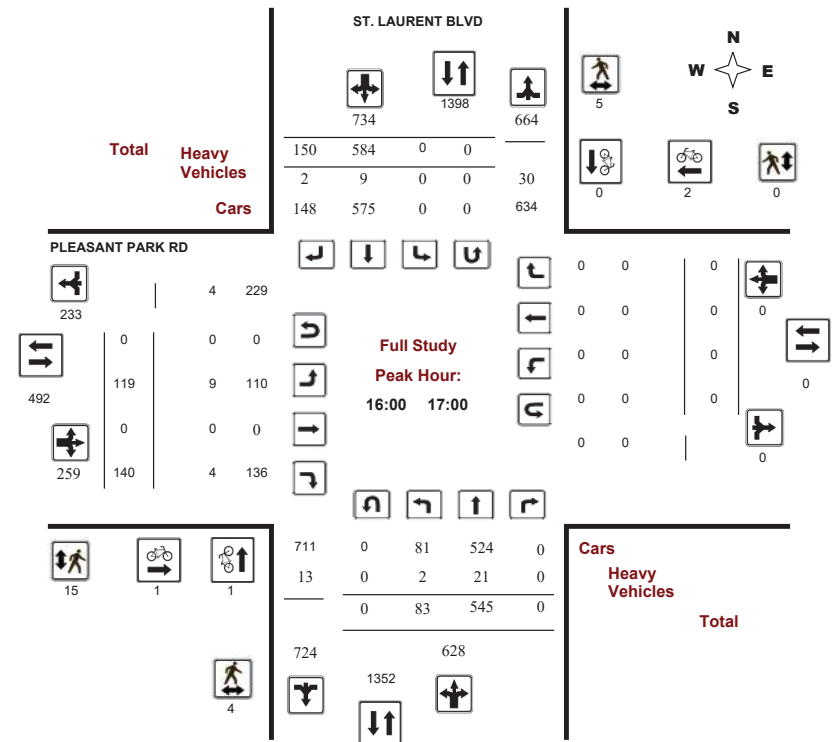 ST. LAURENT BLVD
N
W E
S
1398
5
734 664
Total Heavy Vehicles
150 584 0 0
2 9 0 0 30
0 2 0
Cars 148 575 0 0 634
PLEASANT PARK RD
4 229 0 0 0
233 0
0 0 0 Full Study 0 0 0
492 119 9 110 Peak Hour: 0 0 0 0
16:00 17:00 0 0 0
0 0 0
259 140 4 136 0 0 0
711 0 81 524 0 Cars
13 0 2 21 0 Heavy Vehicles
15 1 1
0 83 545 0 Total
724 628
1352
4